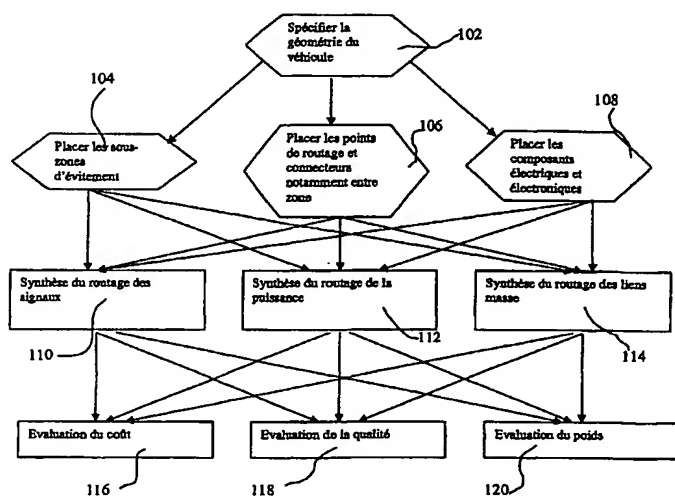 Spécifier la
géométrie du
véhicule
102
104
106
108
Placer les sous-
zones
d'évitement
Placer les points
de routage et
connecteurs
notamment entre
zone
Placer les
composants
électriques et
électroniques
Synthèse du routage des
signaux
Synthèse du routage de la
puissance
Synthèse du routage des liens
masse
110
112
114
Evaluation du coût
Evaluation de la qualité
Evaluation du poids
116
118
120